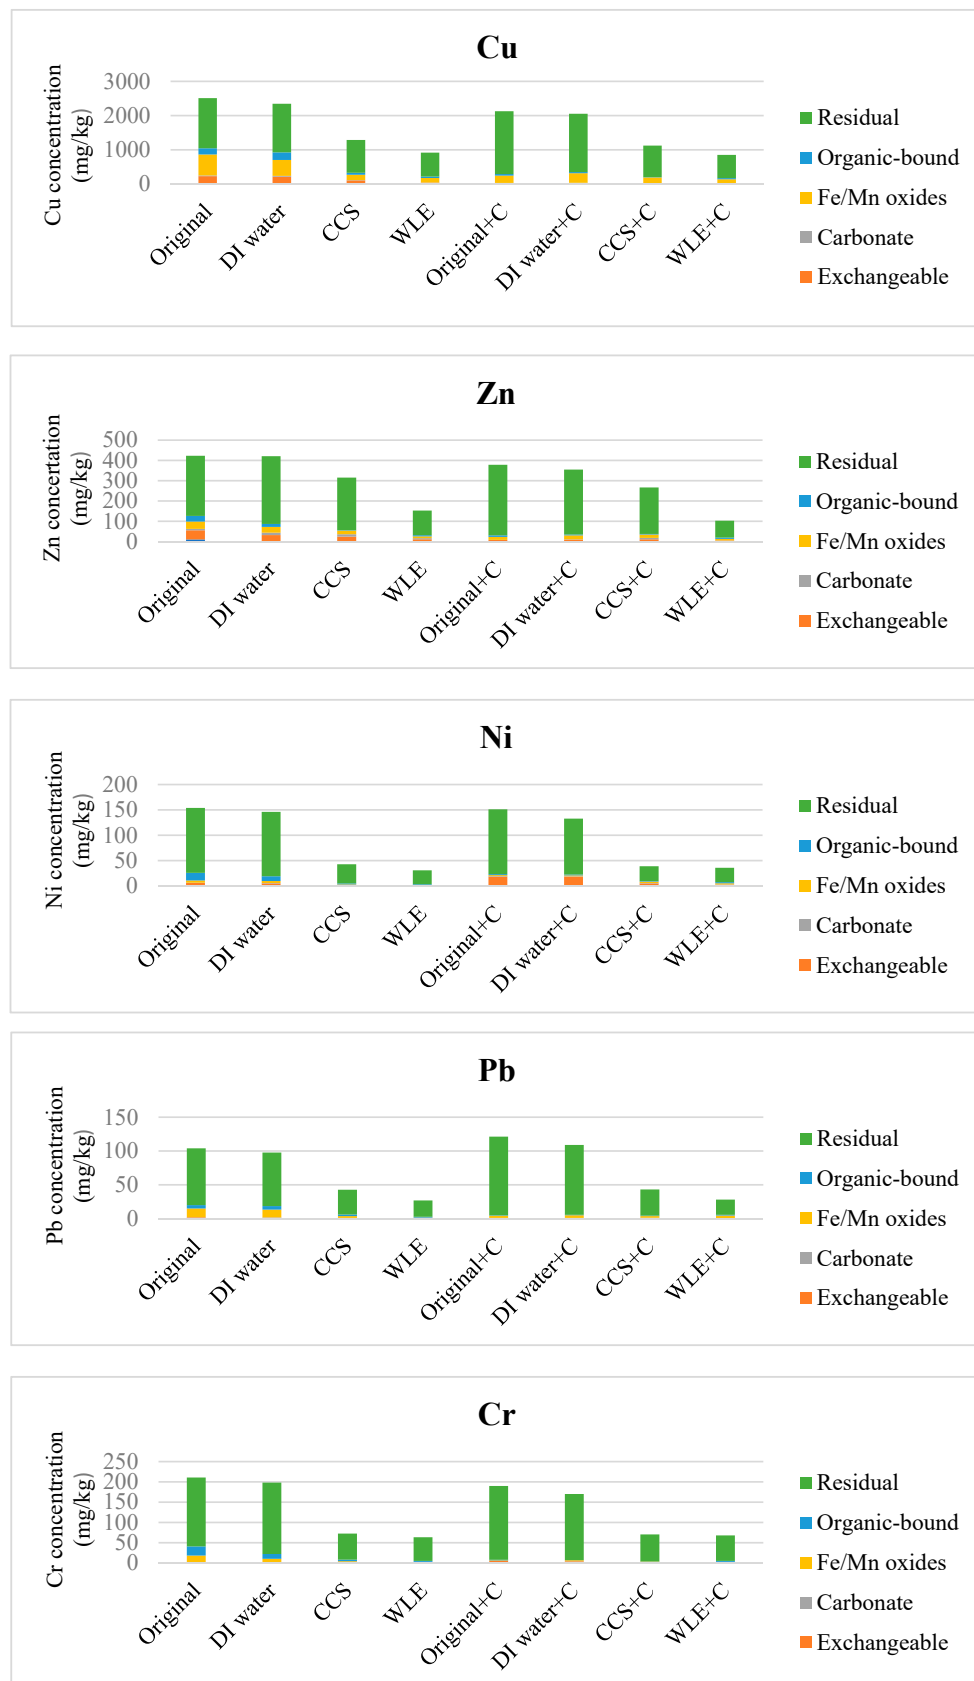 Cu
Cu concentration
(mg/kg)
3000
2000
1000
0
Original
DI water
CCS
WLE
Original+C
DI water+C
CCS+C
WLE+C
Residual
Organic-bound
Fe/Mn oxides
Carbonate
Exchangeable
Zn
Zn concertation
(mg/kg)
500
400
300
200
100
0
Original
DI water
CCS
WLE
Original+C
DI water+C
CCS+C
WLE+C
Residual
Organic-bound
Fe/Mn oxides
Carbonate
Exchangeable
Ni
Ni concentration
(mg/kg)
200
150
100
50
0
Original
DI water
CCS
WLE
Original+C
DI water+C
CCS+C
WLE+C
Residual
Organic-bound
Fe/Mn oxides
Carbonate
Exchangeable
Pb
Pb concentration
(mg/kg)
150
100
50
0
Original
DI water
CCS
WLE
Original+C
DI water+C
CCS+C
WLE+C
Residual
Organic-bound
Fe/Mn oxides
Carbonate
Exchangeable
Cr
Cr concentration
(mg/kg)
250
200
150
100
50
0
Original
DI water
CCS
WLE
Original+C
DI water+C
CCS+C
WLE+C
Residual
Organic-bound
Fe/Mn oxides
Carbonate
Exchangeable